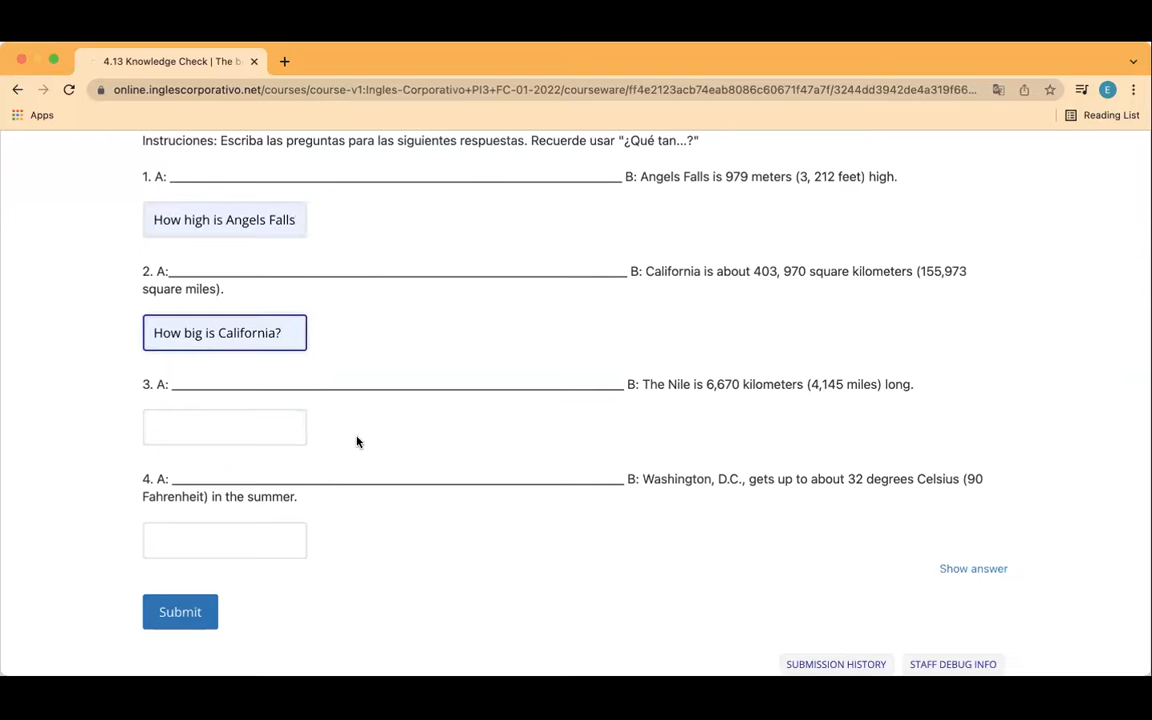 4.13 Knowledge Check | The b
online.inglescorporativo.net/courses/course-v1:Ingles-Corporativo+PI3+FC-01-2022/courseware/ff4e2123acb74eab8086c60671f47a7f/3244dd3942de4a319f66...
E
Apps
Reading List
Instruciones: Escriba las preguntas para las siguientes respuestas. Recuerde usar "¿Qué tan...?"
1. A: ______________________________ B: Angels Falls is 979 meters (3, 212 feet) high.
How high is Angels Falls
2. A:______________________________ B: California is about 403, 970 square kilometers (155,973
square miles).
How big is California?
3. A: ______________________________ B: The Nile is 6,670 kilometers (4,145 miles) long.
4. A: ______________________________ B: Washington, D.C., gets up to about 32 degrees Celsius (90
Fahrenheit) in the summer.
Show answer
Submit
SUBMISSION HISTORY STAFF DEBUG INFO